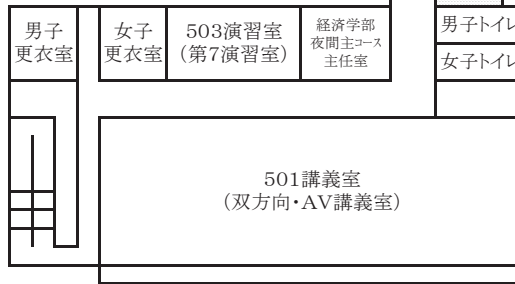 男子
更衣室
女子
更衣室
503演習室
(第7演習室)
経済学部
夜間主コース
主任室
男子トイレ
女子トイレ
501講義室
(双方向・AV講義室)